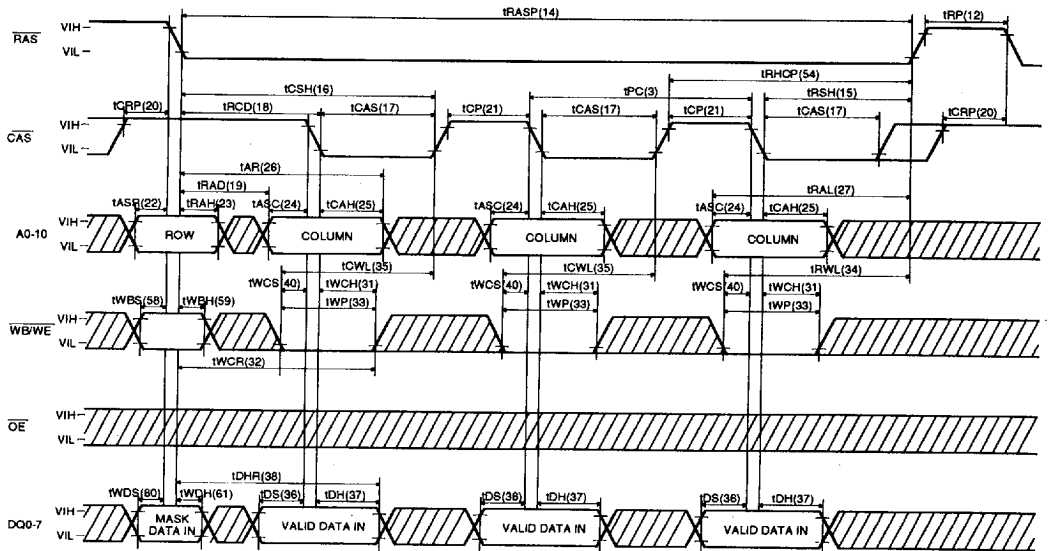 tRASP(14)
tRP(12)
RAS
VIH
VIL
tRHCP(54)
tCSH(16)
tPC(3)
tRSH(15)
tCRP(20)
tRCD(18)
tCAS(17)
tCP(21)
tCAS(17)
tCP(21)
tCAS(17)
tCRP(20)
CAS
VIH
VIL
tAR(26)
tRAD(19)
tRAL(27)
tASR(22)
tRAH(23)
tASC(24)
tCAH(25)
tASC(24)
tCAH(25)
tASC(24)
tCAH(25)
A0-10
VIH
VIL
ROW
COLUMN
COLUMN
COLUMN
tCWL(35)
tCWL(35)
tRWL(34)
tWCS(40)
tWCH(31)
tWCS(40)
tWCH(31)
tWCS(40)
tWCH(31)
tWBS(58)
tWBH(59)
tWP(33)
tWP(33)
tWP(33)
WB/WE
VIH
VIL
tWCR(32)
OE
VIH
VIL
tDHR(38)
tWDS(60)
tWDH(61)
tDS(36)
tDH(37)
tDS(36)
tDH(37)
tDS(36)
tDH(37)
DQ0-7
VIH
VIL
MASK
DATA IN
VALID DATA IN
VALID DATA IN
VALID DATA IN